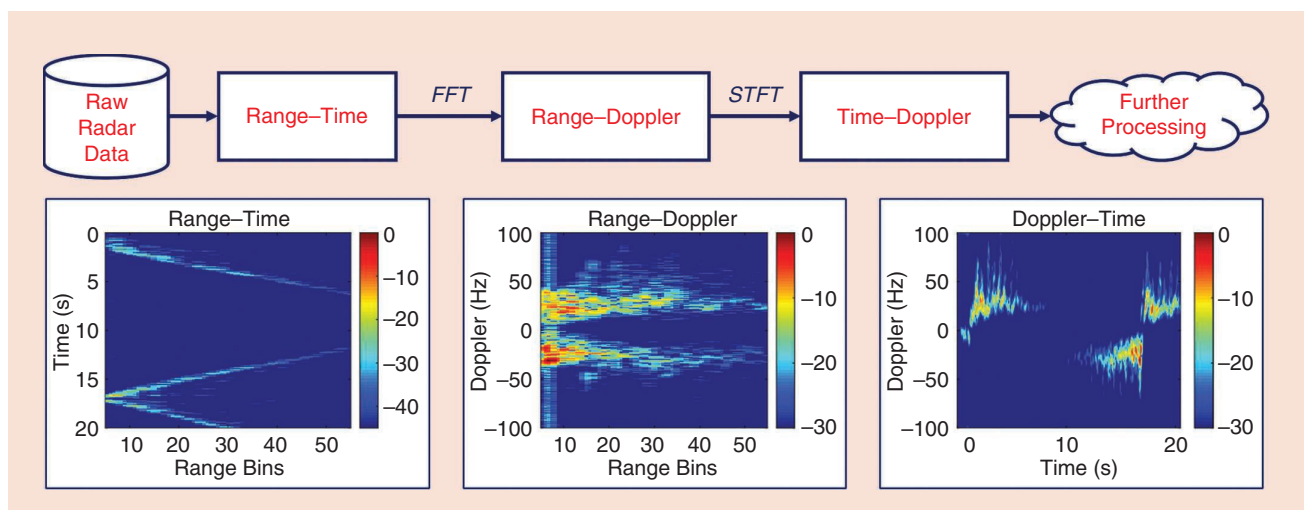 Raw
Radar
Data
Range–Time
FFT
Range–Doppler
STFT
Time–Doppler
Further
Processing
Range–Time
0
5
10
15
20
Time (s)
10 20 30 40 50
Range Bins
0
–10
–20
–30
–40
Range–Doppler
100
50
0
–50
–100
Doppler (Hz)
10 20 30 40 50
Range Bins
0
–10
–20
–30
Doppler–Time
100
50
0
–50
–100
Doppler (Hz)
0 10 20
Time (s)
0
–10
–20
–30